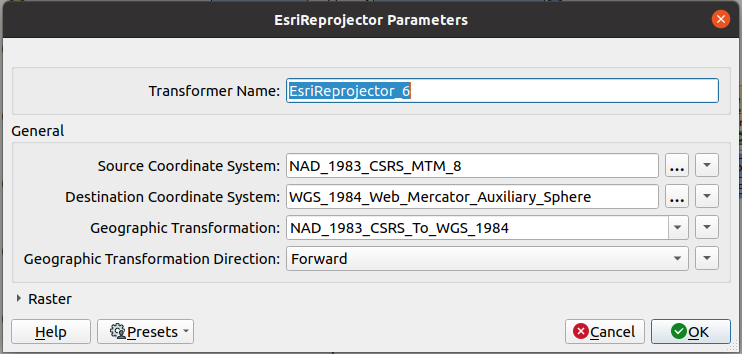 EsriReprojector Parameters
Transformer Name: EsriReprojector_6
General
Source Coordinate System: NAD_1983_CSRS_MTM_8 ...
Destination Coordinate System: WGS_1984_Web_Mercator_Auxiliary_Sphere ...
Geographic Transformation: NAD_1983_CSRS_To_WGS_1984
Geographic Transformation Direction: Forward
Raster
Help Presets Cancel OK